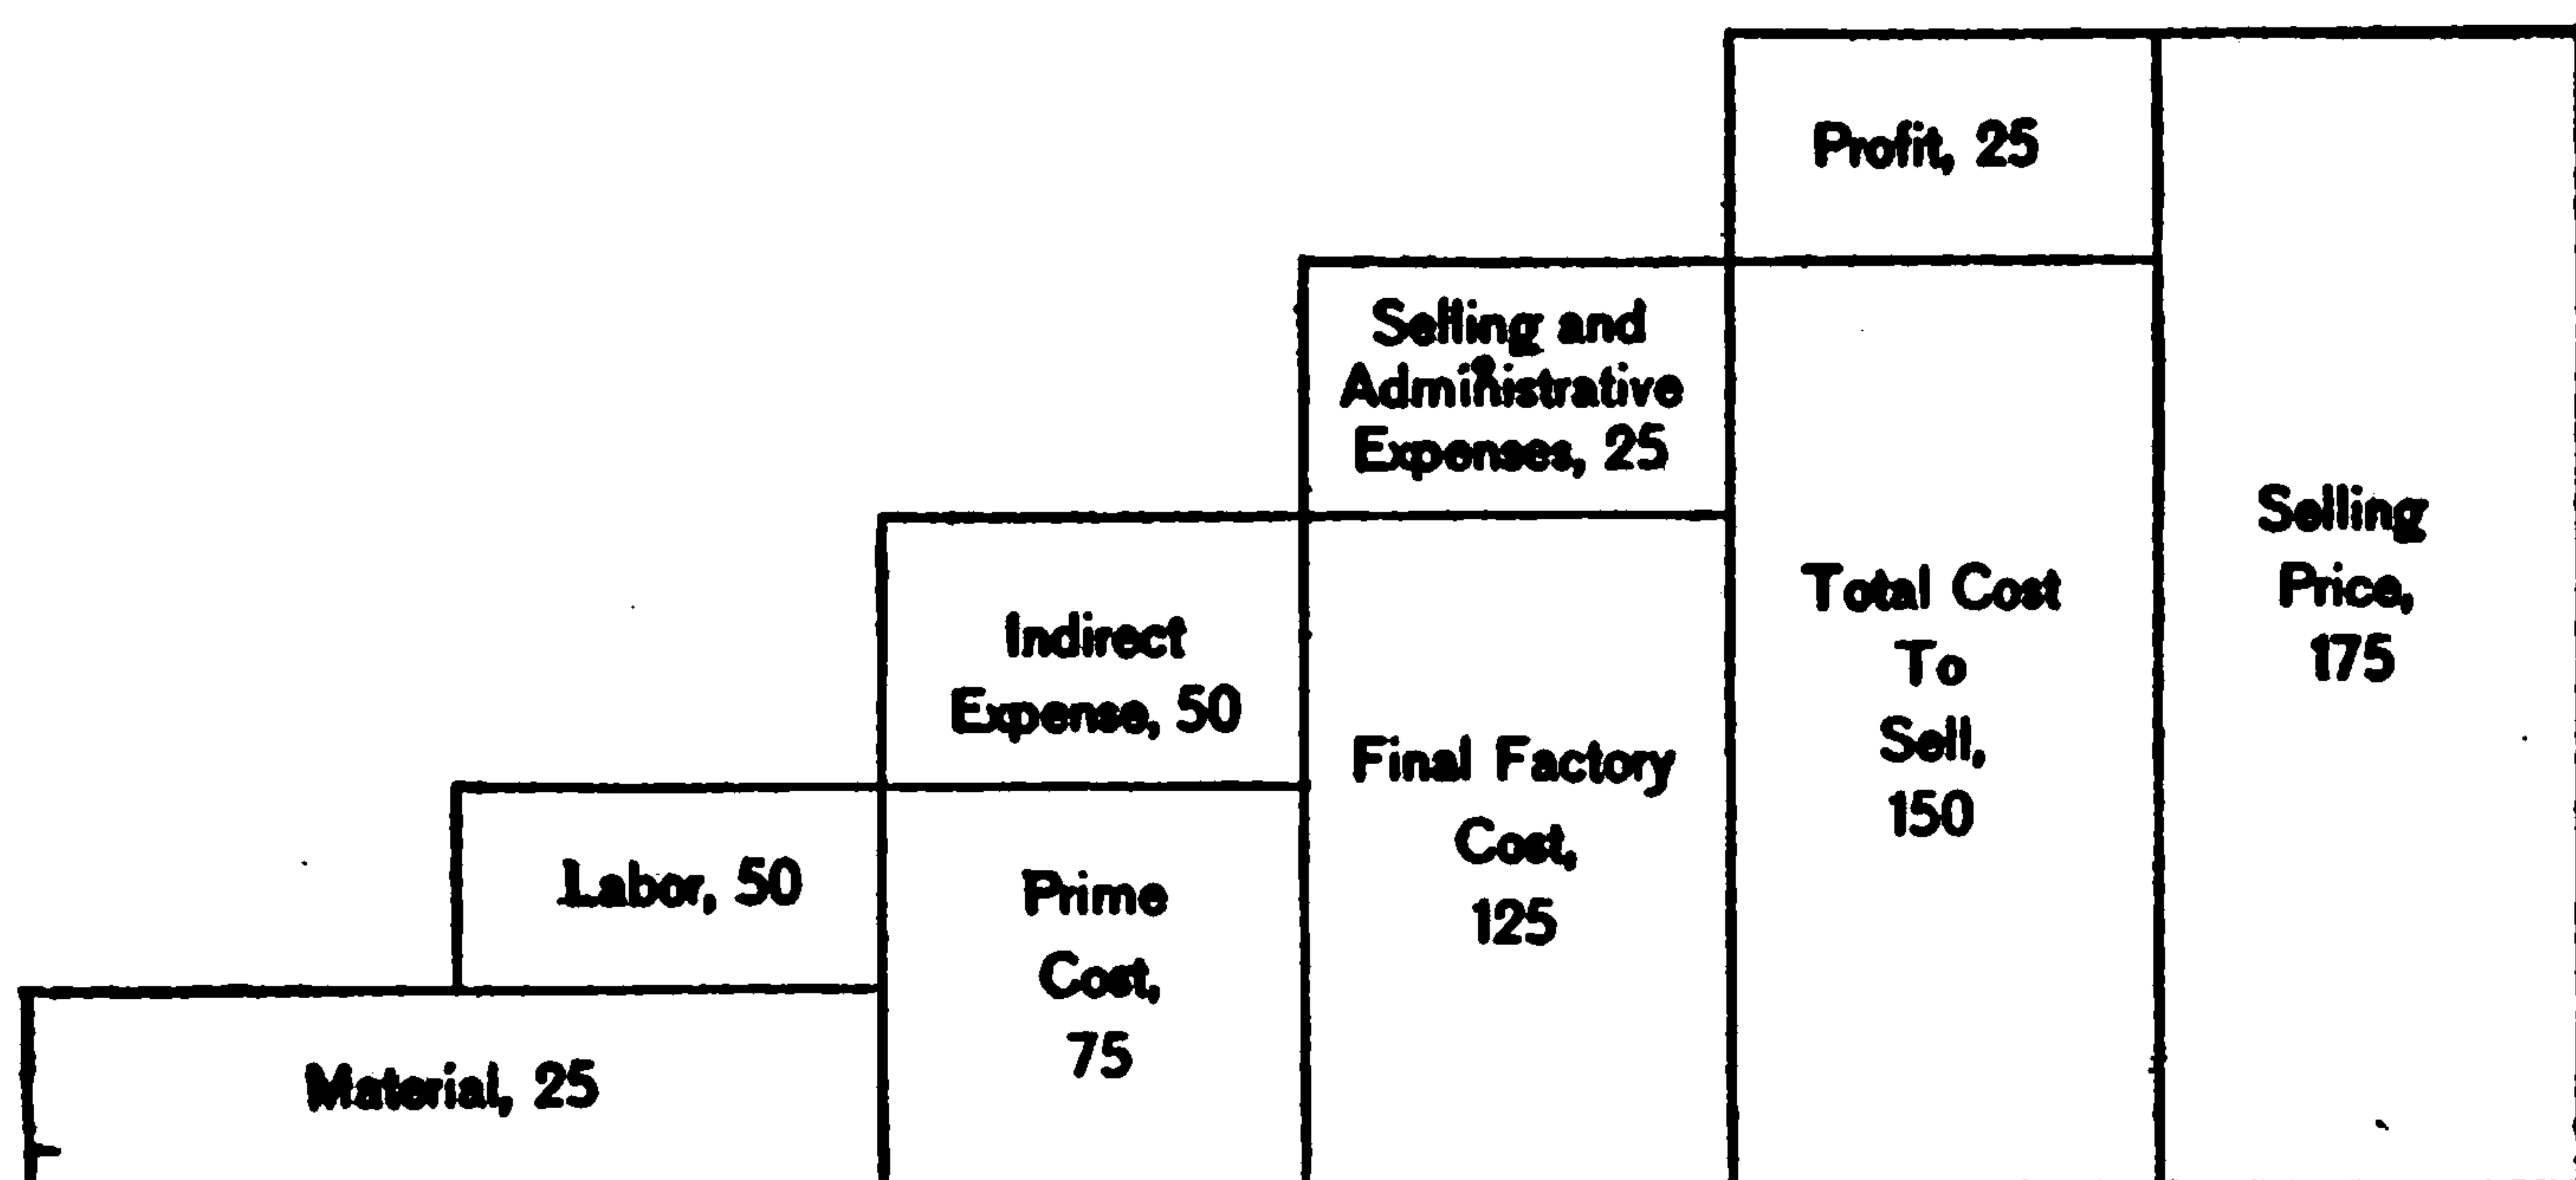 Profit, 25
Selling and
Administrative
Expenses, 25
Selling
Price,
175
Indirect
Expense, 50
Total Cost
To
Sell,
150
Final Factory
Cost,
125
Labor, 50
Prime
Cost,
75
Material, 25